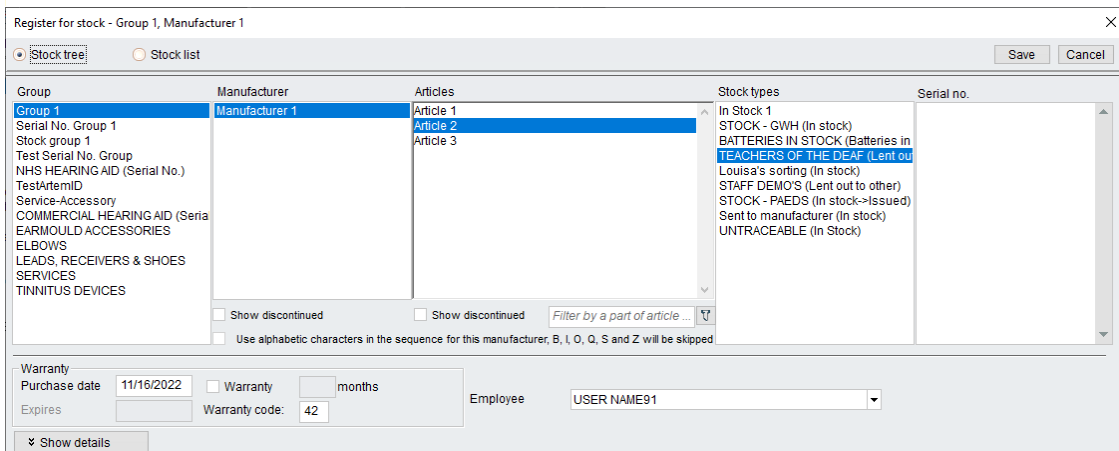 Register for stock - Group 1, Manufacturer 1
Stock tree
Stock list
Save
Cancel
Group
Group 1
Serial No. Group 1
Stock group 1
Test Serial No. Group
NHS HEARING AID (Serial No.)
TestArtemID
Service-Accessory
COMMERCIAL HEARING AID (Seria
EARMOULD ACCESSORIES
ELBOWS
LEADS, RECEIVERS & SHOES
SERVICES
TINNITUS DEVICES
Manufacturer
Manufacturer 1
Show discontinued
Articles
Article 1
Article 2
Article 3
Show discontinued
Filter by a part of article ...
Use alphabetic characters in the sequence for this manufacturer, B, I, O, Q, S and Z will be skipped
Stock types
In Stock 1
STOCK - GWH (In stock)
BATTERIES IN STOCK (Batteries in
TEACHERS OF THE DEAF (Lent out
Louisa's sorting (In stock)
STAFF DEMO'S (Lent out to other)
STOCK - PAEDS (In stock->Issued)
Sent to manufacturer (In stock)
UNTRACEABLE (In Stock)
Serial no.
Warranty
Purchase date 11/16/2022 Warranty months
Expires Warranty code: 42
Employee USER NAME91
Show details